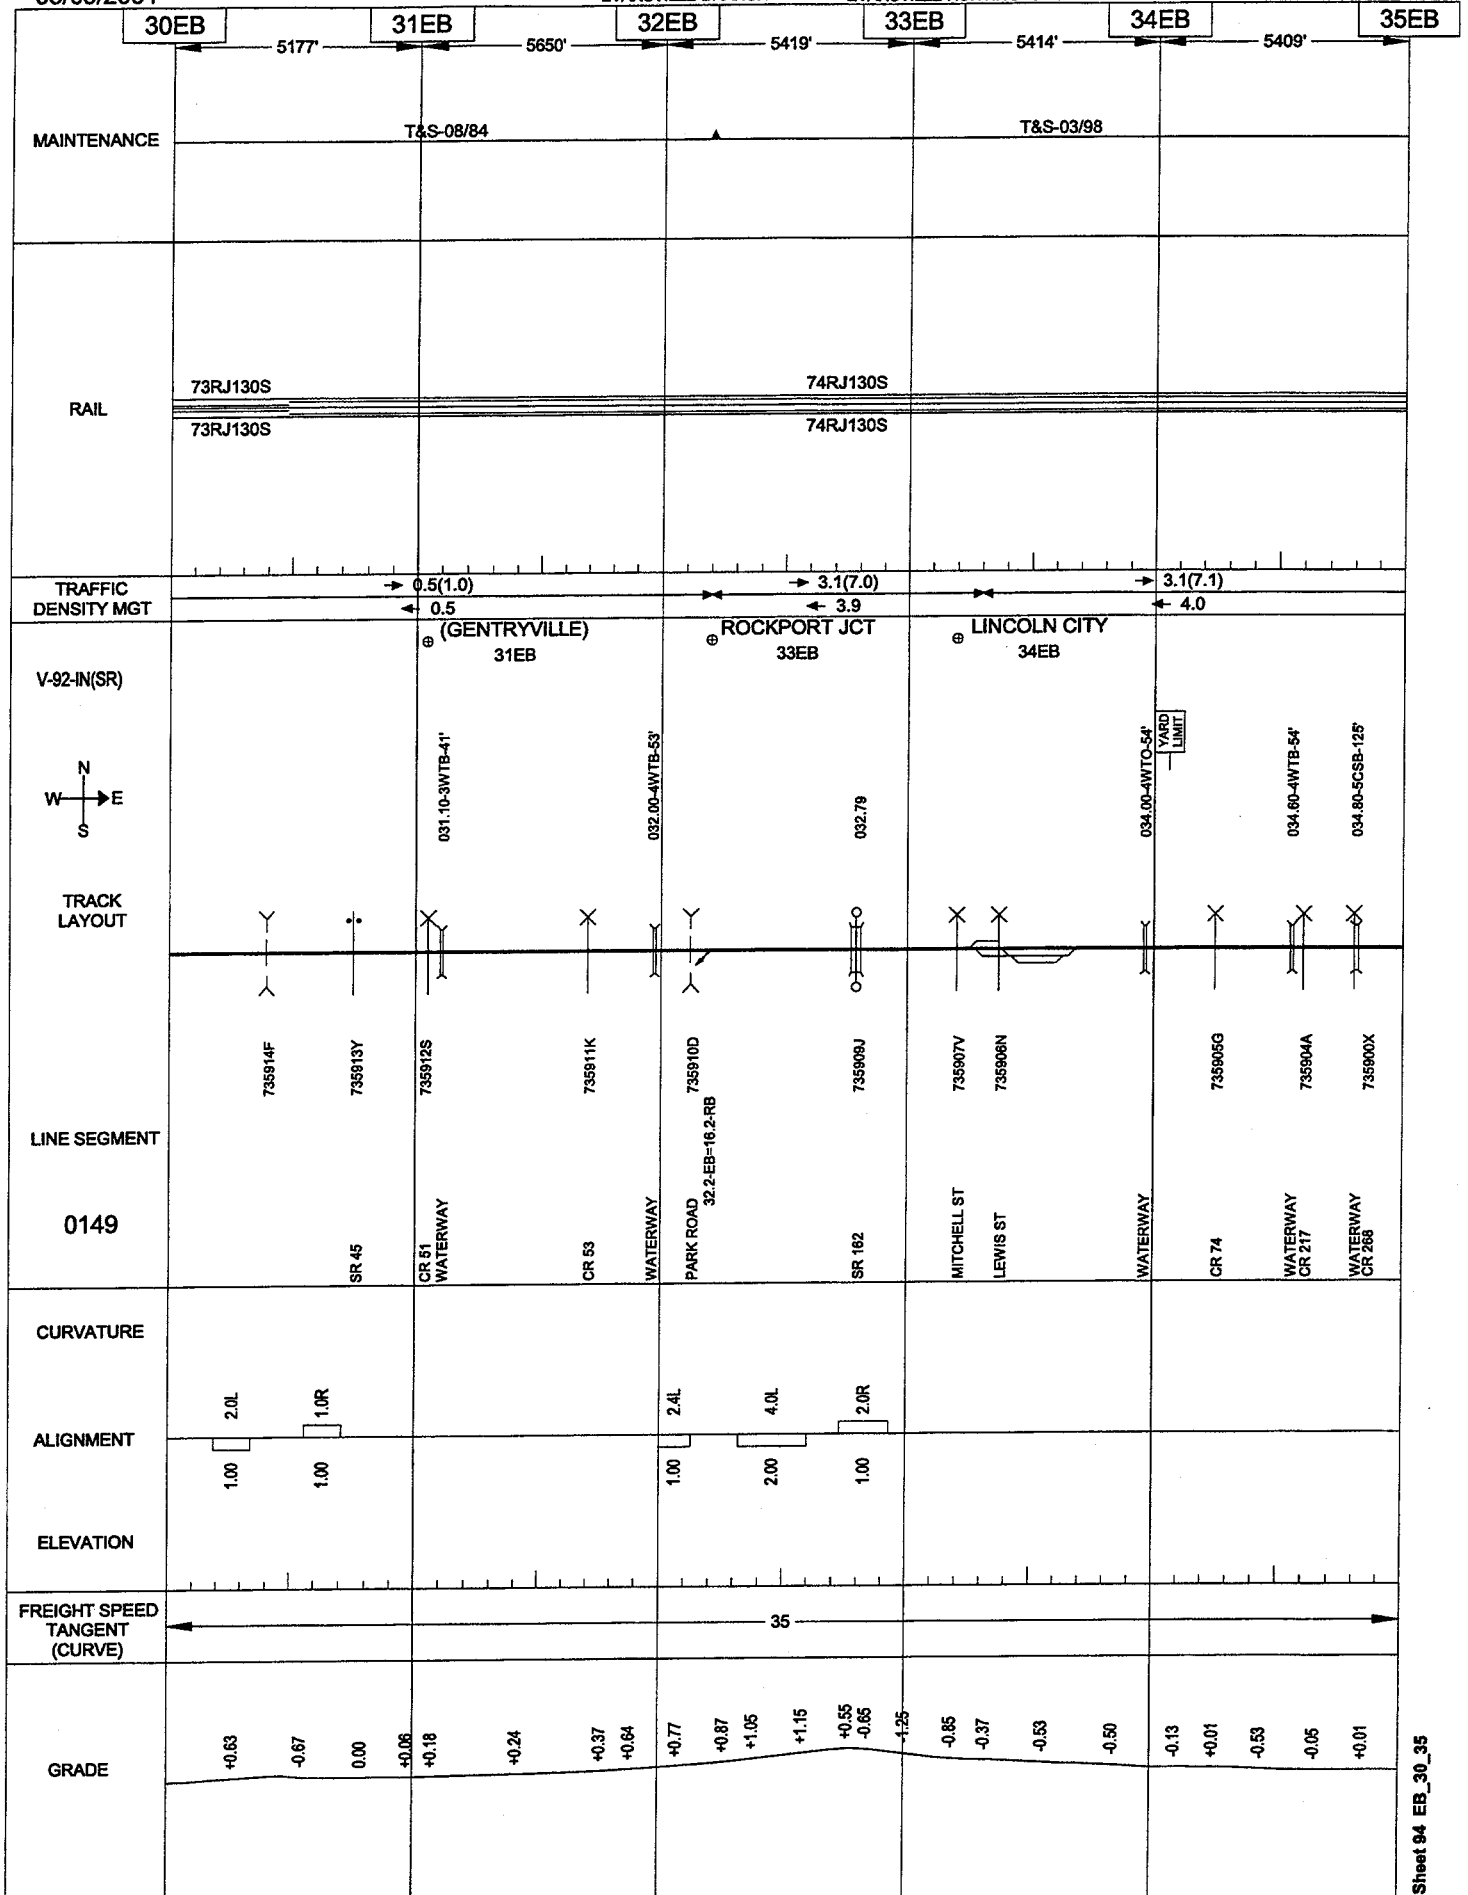 30EB 31EB 32EB 33EB 34EB 35EB
5177' 5650' 5419' 5414' 5409'
MAINTENANCE
T&S-08/84 T&S-03/98
RAIL
73RJ130S 74RJ130S
73RJ130S 74RJ130S
TRAFFIC
DENSITY MGT
0.5(1.0) 3.1(7.0) 3.1(7.1)
0.5 3.9 4.0
(GENTRYVILLE) ROCKPORT JCT LINCOLN CITY
31EB 33EB 34EB
V-92-IN(SR)
N
W E
S
031.10-3WTB-41'
032.00-4WTB-53'
032.79
034.00-4WTO-54'
YARD
LIMIT
034.60-4WTB-54'
034.80-5CSB-125'
TRACK
LAYOUT
735914F
735913Y
735912S
735911K
735910D
735909J
735907V
735906N
735905G
735904A
735900X
LINE SEGMENT
0149
SR 45
CR 51
WATERWAY
CR 53
WATERWAY
PARK ROAD
32.2-EB=16.2-RB
SR 162
MITCHELL ST
LEWIS ST
WATERWAY
CR 74
WATERWAY
CR 217
WATERWAY
CR 268
CURVATURE
2.0L 1.0R 2.4L 4.0L 2.0R
ALIGNMENT
1.00 1.00 1.00 2.00 1.00
ELEVATION
FREIGHT SPEED
TANGENT
(CURVE)
35
GRADE
+0.63
-0.67
0.00
+0.06
+0.18
+0.24
+0.37
+0.64
+0.77
+0.87
+1.05
+1.15
+0.55
-0.65
-1.25
-0.85
-0.37
-0.53
-0.50
-0.13
+0.01
-0.53
-0.05
+0.01
Sheet 94 EB_30_35